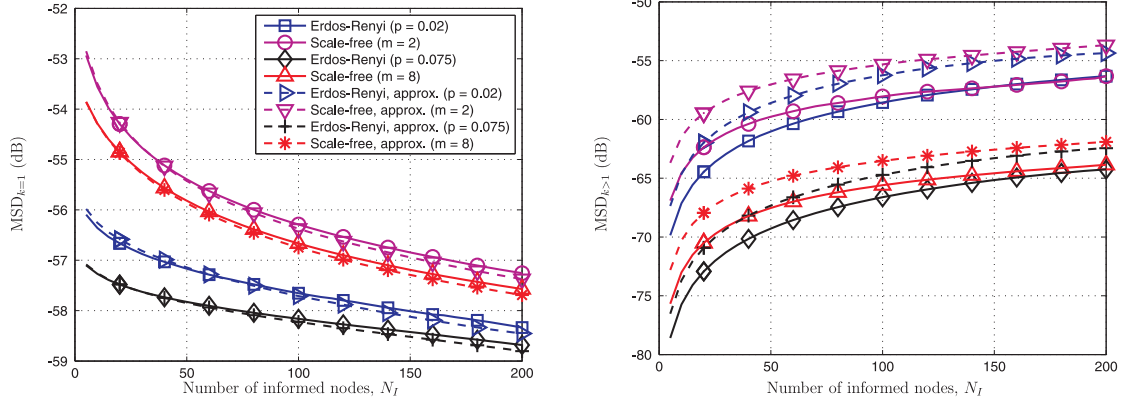 -52
-53
-54
-55
-56
-57
-58
-59
MSD_{k=1} (dB)
0
50
100
150
200
Number of informed nodes, N_I
Erdos-Renyi (p = 0.02)
Scale-free (m = 2)
Erdos-Renyi (p = 0.075)
Scale-free (m = 8)
Erdos-Renyi, approx. (p = 0.02)
Scale-free, approx. (m = 2)
Erdos-Renyi, approx. (p = 0.075)
Scale-free, approx. (m = 8)
-50
-55
-60
-65
-70
-75
-80
MSD_{k>1} (dB)
0
50
100
150
200
Number of informed nodes, N_I